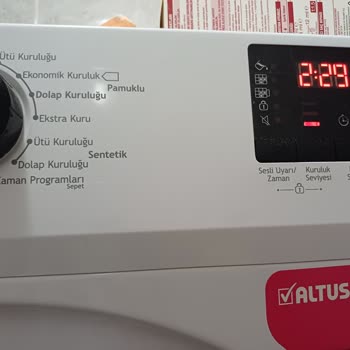 Ütü Kuruluğu
Ekonomik Kuruluk
Pamuklu
Dolap Kuruluğu
Ekstra Kuru
Ütü Kuruluğu
Sentetik
Dolap Kuruluğu
Zaman Programları
Sepet
2:29
Sesli Uyarı/
Zaman
Kuruluk
Seviyesi
ALTUS